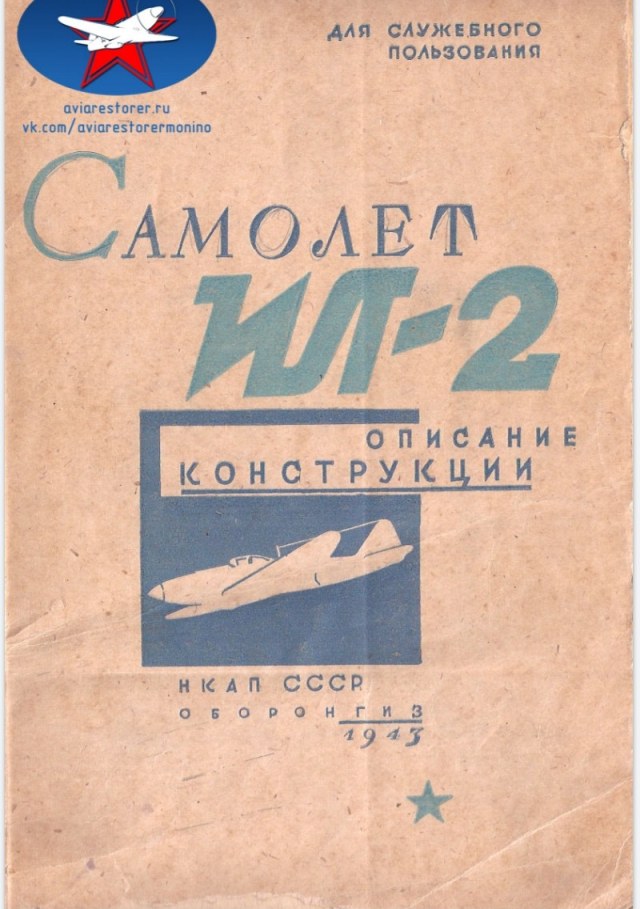 ДЛЯ СЛУЖЕБНОГО
ПОЛЬЗОВАНИЯ
aviarestorer.ru
vk.com/aviarestorermonino
САМОЛЕТ
ИЛ-2
ОПИСАНИЕ
КОНСТРУКЦИИ
НКАП СССР
ОБОРОНГИЗ
1943